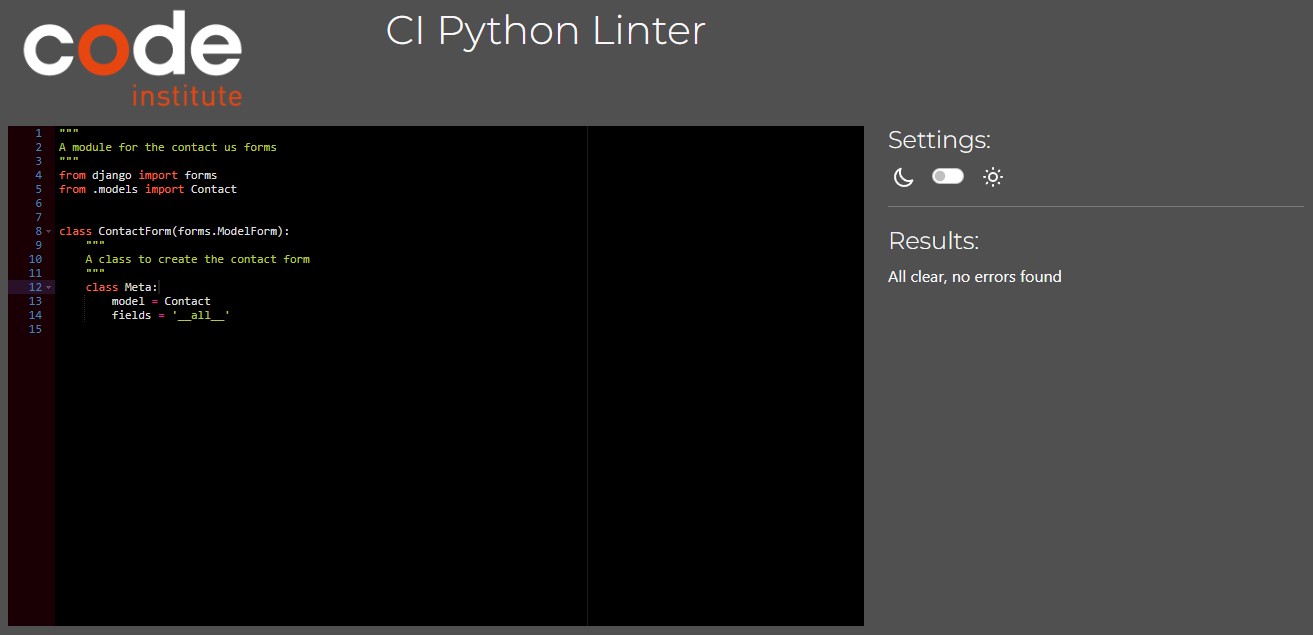 code
institute
CI Python Linter
1 """
2 A module for the contact us forms
3 """
4 from django import forms
5 from .models import Contact
6
7
8 class ContactForm(forms.ModelForm):
9     """
10     A class to create the contact form
11     """
12     class Meta:
13         model = Contact
14         fields = '__all__'
15
Settings:
Results:
All clear, no errors found